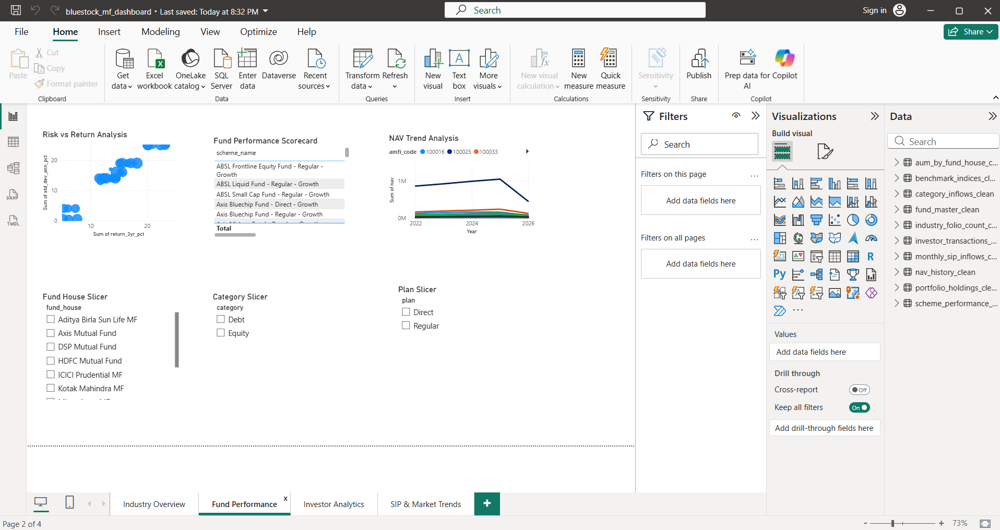 bluestock_mf_dashboard • Last saved: Today at 8:32 PM
Search
Sign in
File
Home
Insert
Modeling
View
Optimize
Help
Share
Paste
Cut
Copy
Format painter
Clipboard
Get data
Excel workbook
OneLake catalog
SQL Server
Enter data
Dataverse
Recent sources
Data
Transform data
Refresh
Queries
New visual
Text box
More visuals
Insert
New visual calculation
New measure
Quick measure
Calculations
Sensitivity
Sensitivity
Publish
Share
Prep data for AI
Copilot
Copilot
Risk vs Return Analysis
Sum of std_dev_ann_pct
20
10
0
10
20
Sum of return_3yr_pct
Fund Performance Scorecard
scheme_name
ABSL Frontline Equity Fund - Regular -
Growth
ABSL Liquid Fund - Regular - Growth
ABSL Small Cap Fund - Regular - Growth
Axis Bluechip Fund - Direct - Growth
Axis Bluechip Fund - Regular - Growth
Total
NAV Trend Analysis
amfi_code 100016 100025 100033
Sum of nav
1M
0M
2022
2024
2026
Year
Fund House Slicer
fund_house
Aditya Birla Sun Life MF
Axis Mutual Fund
DSP Mutual Fund
HDFC Mutual Fund
ICICI Prudential MF
Kotak Mahindra MF
Category Slicer
category
Debt
Equity
Plan Slicer
plan
Direct
Regular
Filters
Search
Filters on this page
...
Add data fields here
Filters on all pages
...
Add data fields here
Visualizations
Build visual
123
R
Py
...
Values
Add data fields here
Drill through
Cross-report
Off
Keep all filters
On
Add drill-through fields here
Data
Search
aum_by_fund_house_c...
benchmark_indices_cl...
category_inflows_clean
fund_master_clean
industry_folio_count_c...
investor_transactions_...
monthly_sip_inflows_c...
nav_history_clean
portfolio_holdings_cle...
scheme_performance_...
DAX
TMDL
Industry Overview
Fund Performance
x
Investor Analytics
SIP & Market Trends
+
Page 2 of 4
-
+
73%